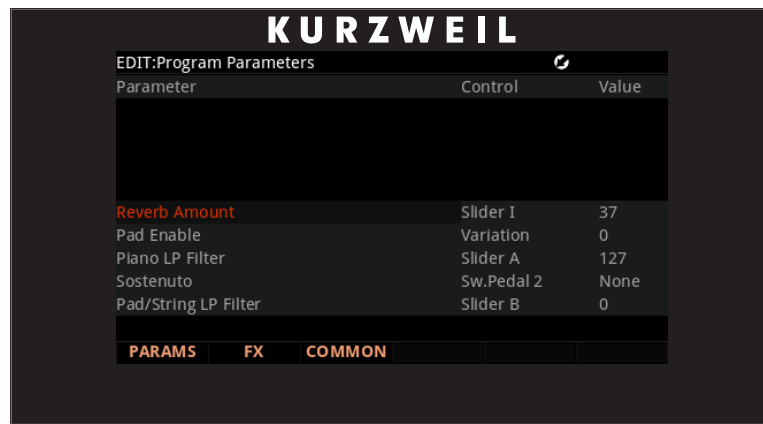 KURZWEIL
EDIT:Program Parameters
Parameter Control Value
Reverb Amount Slider I 37
Pad Enable Variation 0
Piano LP Filter Slider A 127
Sostenuto Sw.Pedal 2 None
Pad/String LP Filter Slider B 0
PARAMS FX COMMON